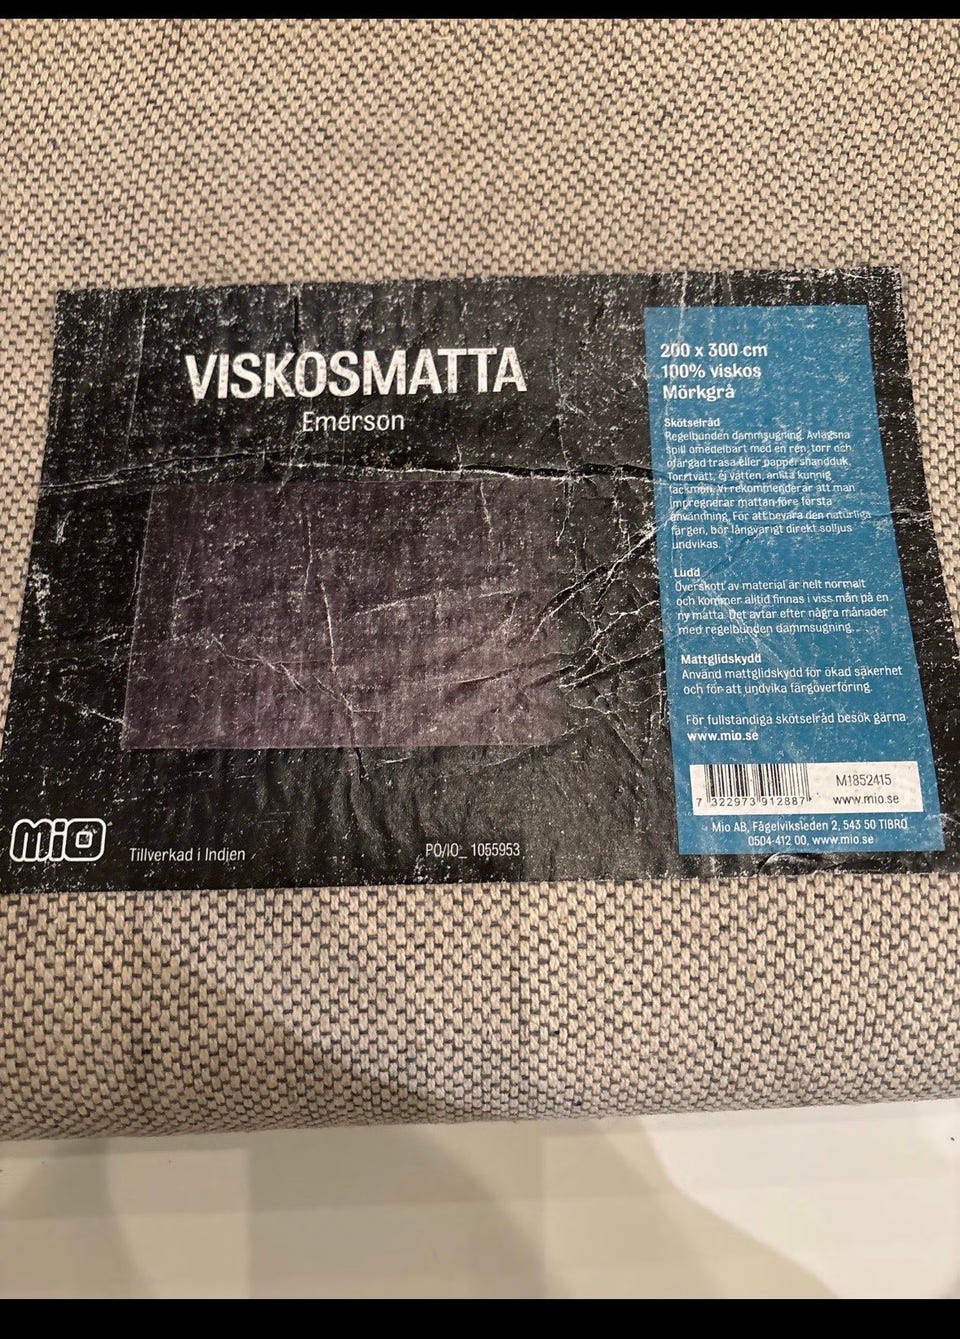 VISKOSMATTA
Emerson
200 x 300 cm
100% viskos
Mörkgrå
Skötselråd
Regelbunden dammsugning. Avlägsna
spill omedelbart med en ren, torr och
ofärgad trasa eller pappershandduk.
Torrtvätt, ej vatten, anlita kunnig
fackman. Vi rekommenderar att man
impregnerar mattan före första
användning. För att bevara den naturliga
färgen, bör långvarigt direkt solljus
undvikas.
Ludd
Överskott av material är helt normalt
och kommer alltid finnas i viss mån på en
ny matta. Det avtar efter några månader
med regelbunden dammsugning.
Mattglidskydd
Använd mattglidskydd för ökad säkerhet
och för att undvika färgöverföring.
För fullständiga skötselråd besök gärna
www.mio.se
7 322973 912887
M1852415
www.mio.se
Mio AB, Fågelviksleden 2, 543 50 TIBRO
0504-412 00, www.mio.se
MIO
Tillverkad i Indien
PO/IO_ 1055953